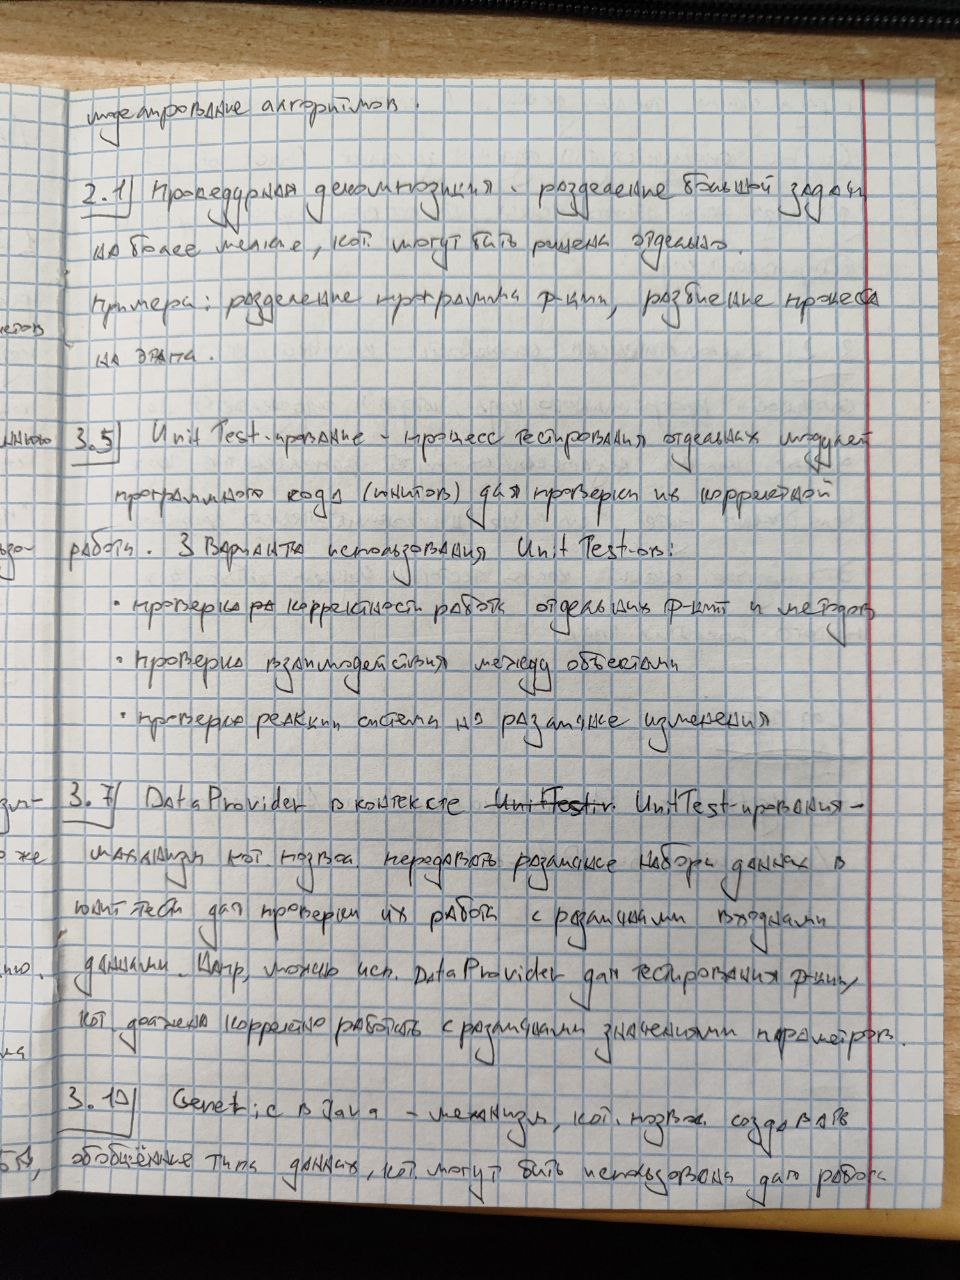 моделирование алгоритмов.
2.1) Процедурная декомпозиция - разделение большой задачи
на более мелкие, кот. могут быть решены отдельно.
Примеры: разделение программы ф-ции, разбиение процесса
на этапы.
3.5) Unit Test-ирование - процесс тестирования отдельных модулей
программного кода (юнитов) для проверки их корректной
работы. 3 варианта использования Unit Test-ов:
• проверка корректности работы отдельных ф-ций и методов
• проверка взаимодействия между объектами
• проверка реакции системы на различные изменения
3.7) DataProvider в контексте UnitTest-ирования -
механизм кот. позвол. передавать различные наборы данных в
юнит тесты для проверки их работы с различными входными
данными. Напр, можно исп. DataProvider для тестирования ф-ции,
кот должна корректно работать с различными значениями параметров.
3.10) Generic в Java - механизм, кот. позвол. создавать
обобщённые типы данных, кот. могут быть использованы для работы